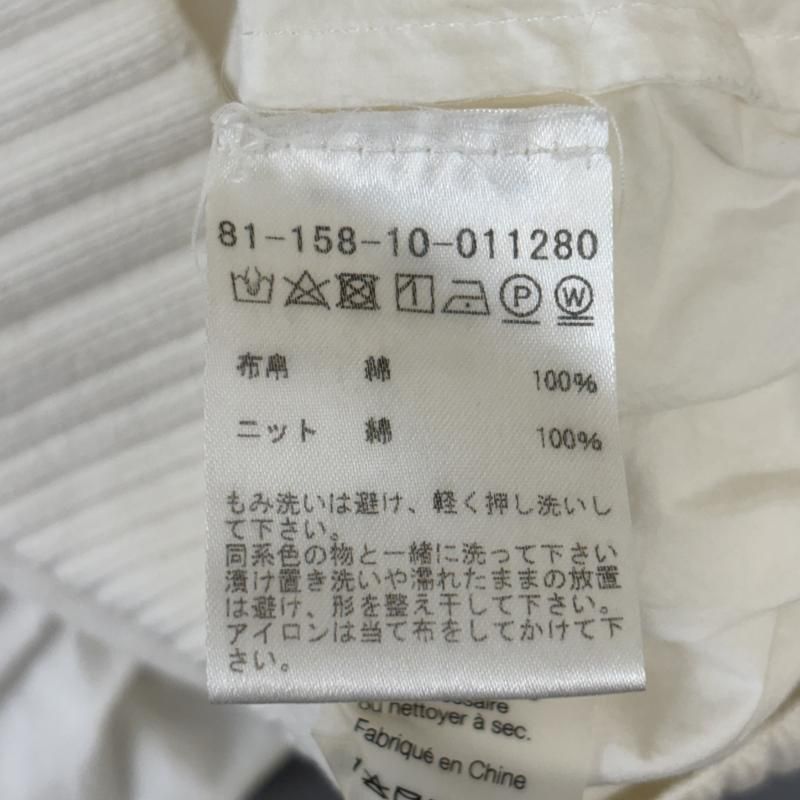 81-158-10-011280
P W
布帛 綿 100%
ニット 綿 100%
もみ洗いは避け、軽く押し洗いし
て下さい。
同系色の物と一緒に洗って下さい
漬け置き洗いや濡れたままの放置
は避け、形を整え干して下さい。
アイロンは当て布をしてかけて下
さい。
ou nettoyer à sec.
Fabriqué en Chine